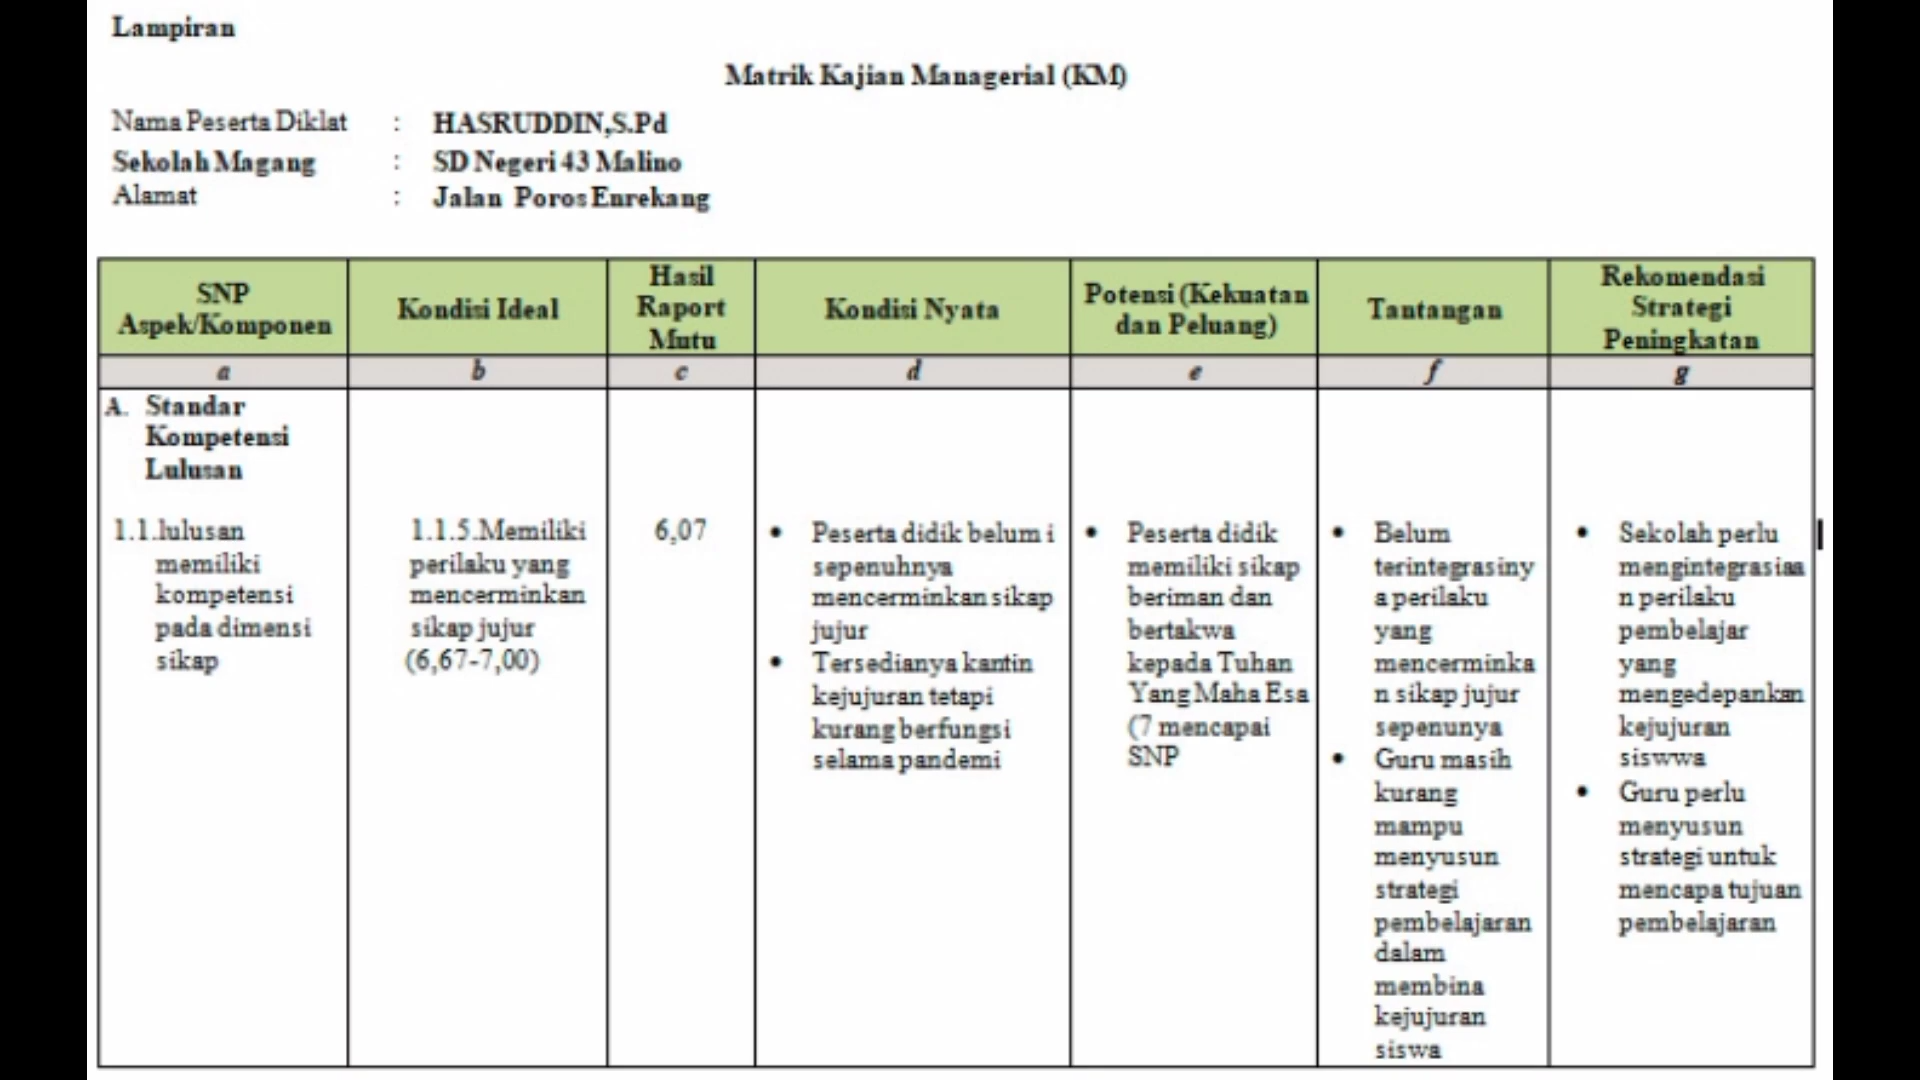 Lampiran
Matrik Kajian Managerial (KM)
Nama Peserta Diklat : HASRUDDIN,S.Pd
Sekolah Magang : SD Negeri 43 Malino
Alamat : Jalan Poros Enrekang
SNP
Aspek/Komponen
Kondisi Ideal
Hasil
Raport
Mutu
Kondisi Nyata
Potensi (Kekuatan
dan Peluang)
Tantangan
Rekomendasi
Strategi
Peningkatan
a
b
c
d
e
f
g
A. Standar
Kompetensi
Lulusan
1.1.lulusan
memiliki
kompetensi
pada dimensi
sikap
1.1.5.Memiliki
perilaku yang
mencerminkan
sikap jujur
(6,67-7,00)
6,07
• Peserta didik belum i
sepenuhnya
mencerminkan sikap
jujur
• Tersedianya kantin
kejujuran tetapi
kurang berfungsi
selama pandemi
• Peserta didik
memiliki sikap
beriman dan
bertakwa
kepada Tuhan
Yang Maha Esa
(7 mencapai
SNP
• Belum
terintegrasiny
a perilaku
yang
mencerminka
n sikap jujur
sepenunya
• Guru masih
kurang
mampu
menyusun
strategi
pembelajaran
dalam
membina
kejujuran
siswa
• Sekolah perlu
mengintegrasiaa
n perilaku
pembelajar
yang
mengedepankan
kejujuran
siswwa
• Guru perlu
menyusun
strategi untuk
mencapa tujuan
pembelajaran